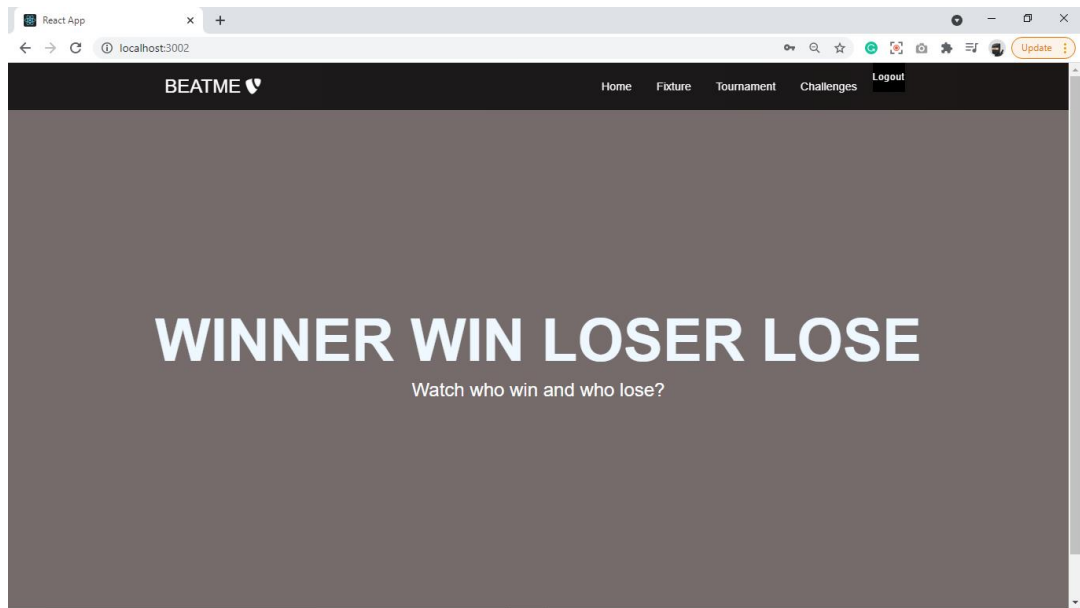 React App
localhost:3002
Update
BEATME
Home Fixture Tournament Challenges Logout
WINNER WIN LOSER LOSE
Watch who win and who lose?